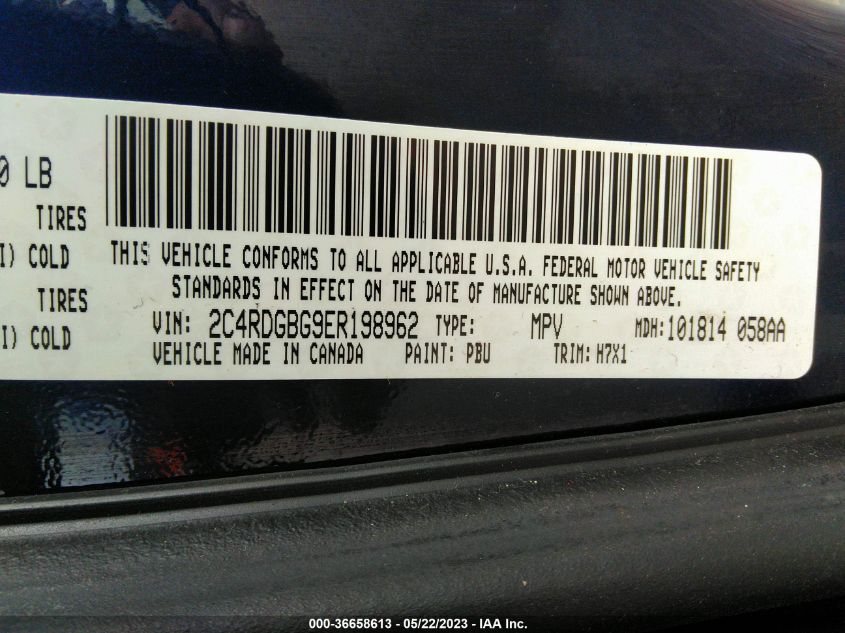 0 LB
TIRES
I) COLD
TIRES
I) COLD
THIS VEHICLE CONFORMS TO ALL APPLICABLE U.S.A. FEDERAL MOTOR VEHICLE SAFETY
STANDARDS IN EFFECT ON THE DATE OF MANUFACTURE SHOWN ABOVE.
VIN: 2C4RDGBG9ER198962 TYPE: MPV MDH: 101814 058AA
VEHICLE MADE IN CANADA PAINT: PBU TRIM: H7X1
000-36658613 - 05/22/2023 - IAA Inc.